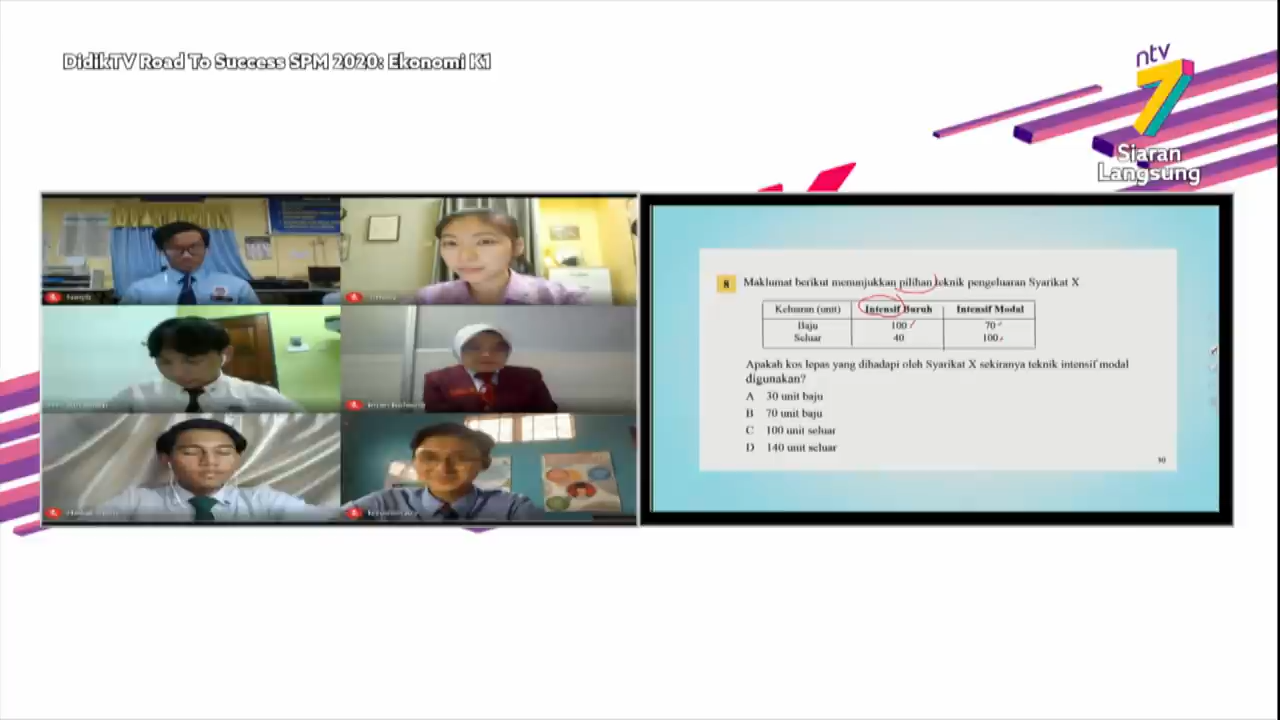 DidikTV Road To Success SPM 2020: Ekonomi K1
ntv
7
Siaran
Langsung
8 Maklumat berikut menunjukkan pilihan teknik pengeluaran Syarikat X
Keluaran (unit) Intensif Buruh Intensif Modal
Baju 100 70
Seluar 40 100
Apakah kos lepas yang dihadapi oleh Syarikat X sekiranya teknik intensif modal
digunakan?
A 30 unit baju
B 70 unit baju
C 100 unit seluar
D 140 unit seluar